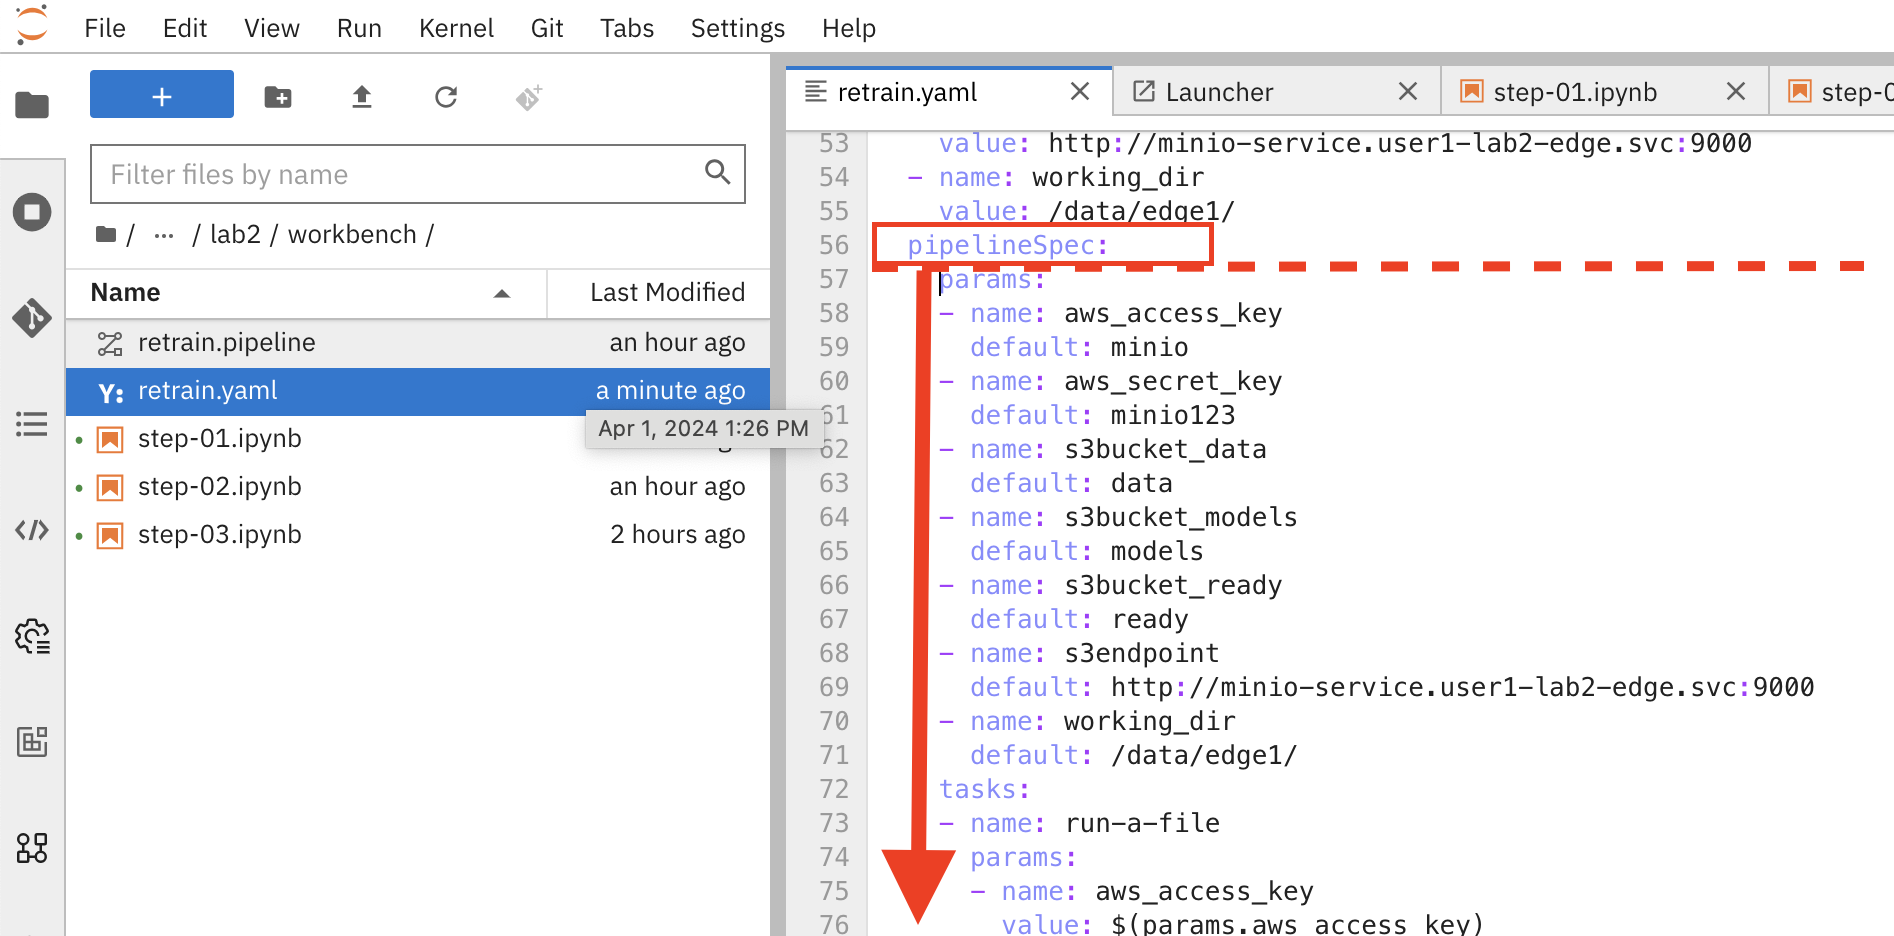 File Edit View Run Kernel Git Tabs Settings Help
+
Filter files by name
/ ... / lab2 / workbench /
Name Last Modified
retrain.pipeline an hour ago
Y: retrain.yaml a minute ago
Apr 1, 2024 1:26 PM
step-01.ipynb
step-02.ipynb an hour ago
step-03.ipynb 2 hours ago
retrain.yaml Launcher step-01.ipynb
53 value: http://minio-service.user1-lab2-edge.svc:9000
54 - name: working_dir
55 value: /data/edge1/
56 pipelineSpec:
57 params:
58 - name: aws_access_key
59 default: minio
60 - name: aws_secret_key
61 default: minio123
62 - name: s3bucket_data
63 default: data
64 - name: s3bucket_models
65 default: models
66 - name: s3bucket_ready
67 default: ready
68 - name: s3endpoint
69 default: http://minio-service.user1-lab2-edge.svc:9000
70 - name: working_dir
71 default: /data/edge1/
72 tasks:
73 - name: run-a-file
74 params:
75 - name: aws_access_key
76 value: $(params.aws_access_key)